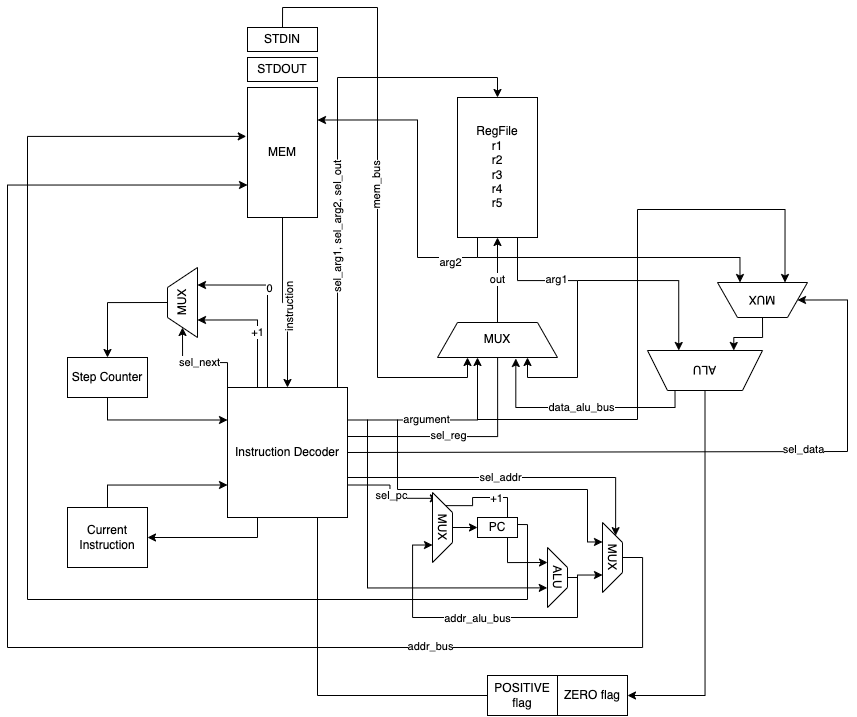 STDIN
STDOUT
MEM
RegFile
r1
r2
r3
r4
r5
sel_arg1, sel_arg2, sel_out
mem_bus
arg2
out
arg1
MUX
0
instruction
+1
MUX
MUX
sel_next
Step Counter
ALU
data_alu_bus
argument
sel_reg
Instruction Decoder
sel_data
sel_addr
sel_pc
+1
MUX
PC
MUX
Current
Instruction
ALU
addr_alu_bus
addr_bus
POSITIVE
flag
ZERO flag